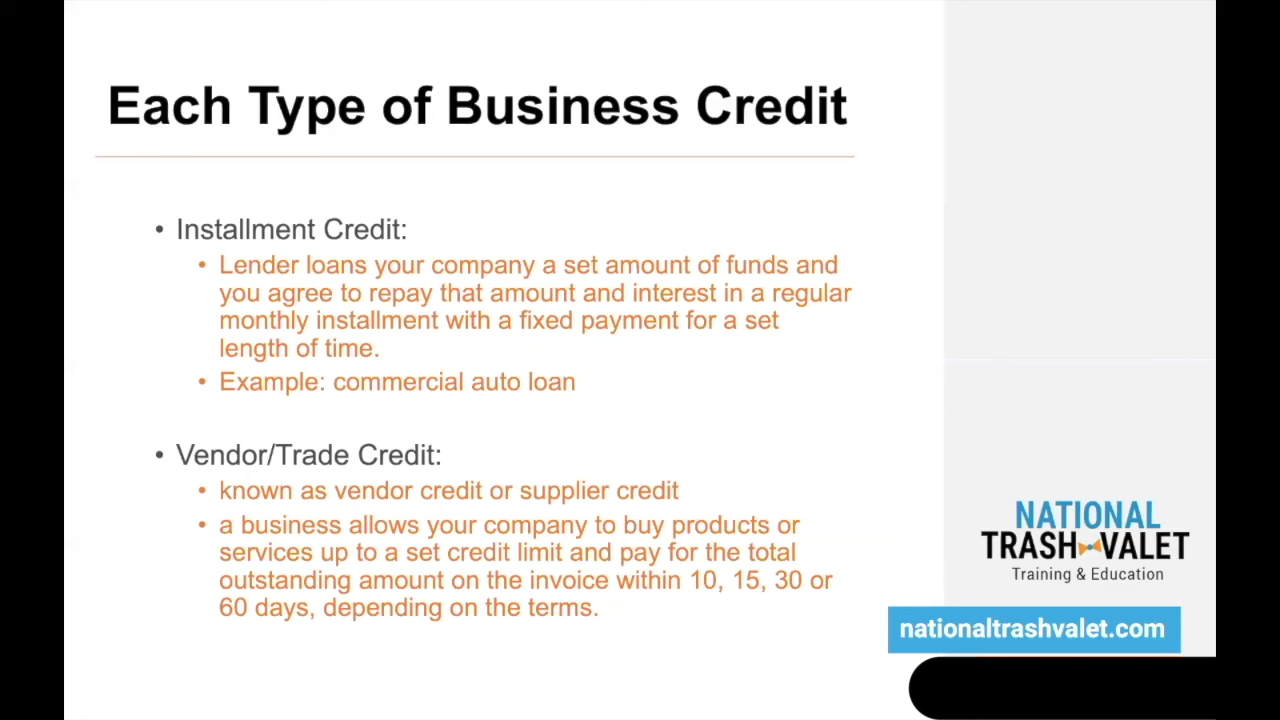 Each Type of Business Credit
• Installment Credit:
• Lender loans your company a set amount of funds and
you agree to repay that amount and interest in a regular
monthly installment with a fixed payment for a set
length of time.
• Example: commercial auto loan
• Vendor/Trade Credit:
• known as vendor credit or supplier credit
• a business allows your company to buy products or
services up to a set credit limit and pay for the total
outstanding amount on the invoice within 10, 15, 30 or
60 days, depending on the terms.
NATIONAL
TRASH VALET
Training & Education
nationaltrashvalet.com